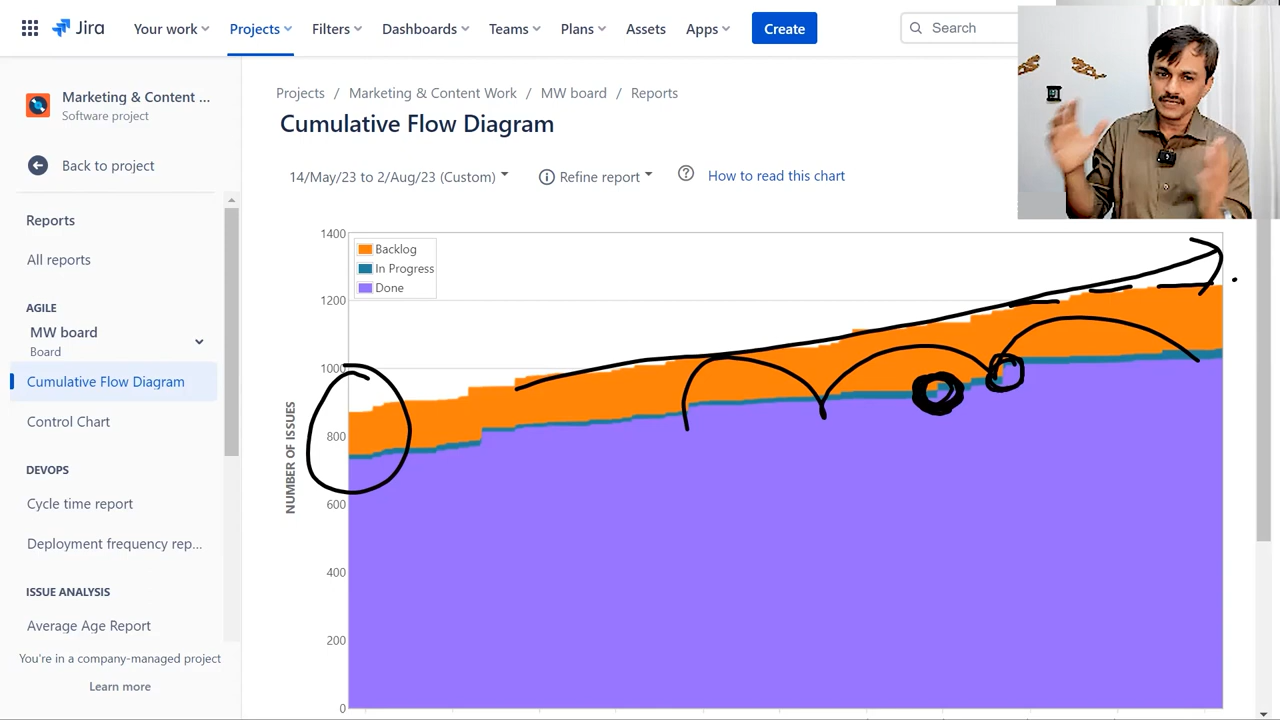 Jira Your work Projects Filters Dashboards Teams Plans Assets Apps Create Search
Marketing & Content ...
Software project
Back to project
Reports
All reports
AGILE
MW board
Board
Cumulative Flow Diagram
Control Chart
DEVOPS
Cycle time report
Deployment frequency rep...
ISSUE ANALYSIS
Average Age Report
You're in a company-managed project
Learn more
Projects / Marketing & Content Work / MW board / Reports
Cumulative Flow Diagram
14/May/23 to 2/Aug/23 (Custom) Refine report How to read this chart
NUMBER OF ISSUES
1400
1200
1000
800
600
400
200
0
Backlog
In Progress
Done